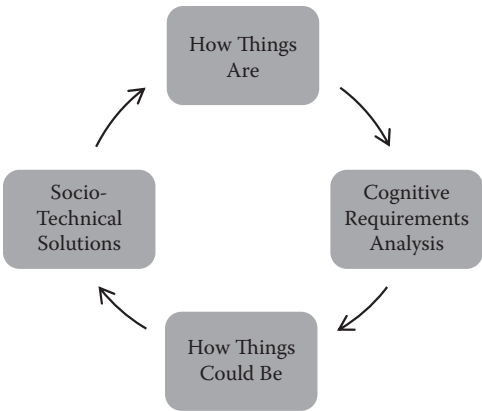 How Things
Are
Cognitive
Requirements
Analysis
How Things
Could Be
Socio-
Technical
Solutions